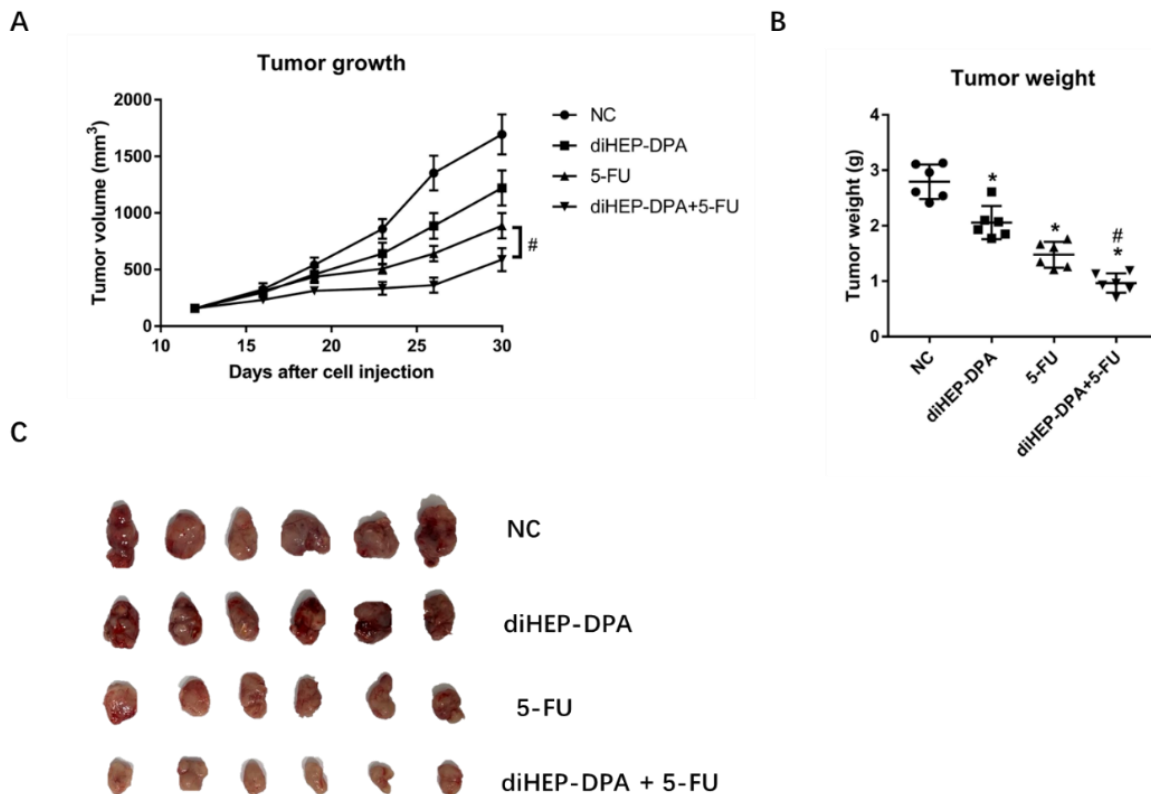 A
Tumor growth
Tumor volume (mm³)
2000
1500
1000
500
0
10
15
20
25
30
Days after cell injection
NC
diHEP-DPA
5-FU
diHEP-DPA+5-FU
#
B
Tumor weight
Tumor weight (g)
4
3
2
1
0
*
*
#
*
NC
diHEP-DPA
5-FU
diHEP-DPA+5-FU
C
NC
diHEP-DPA
5-FU
diHEP-DPA + 5-FU